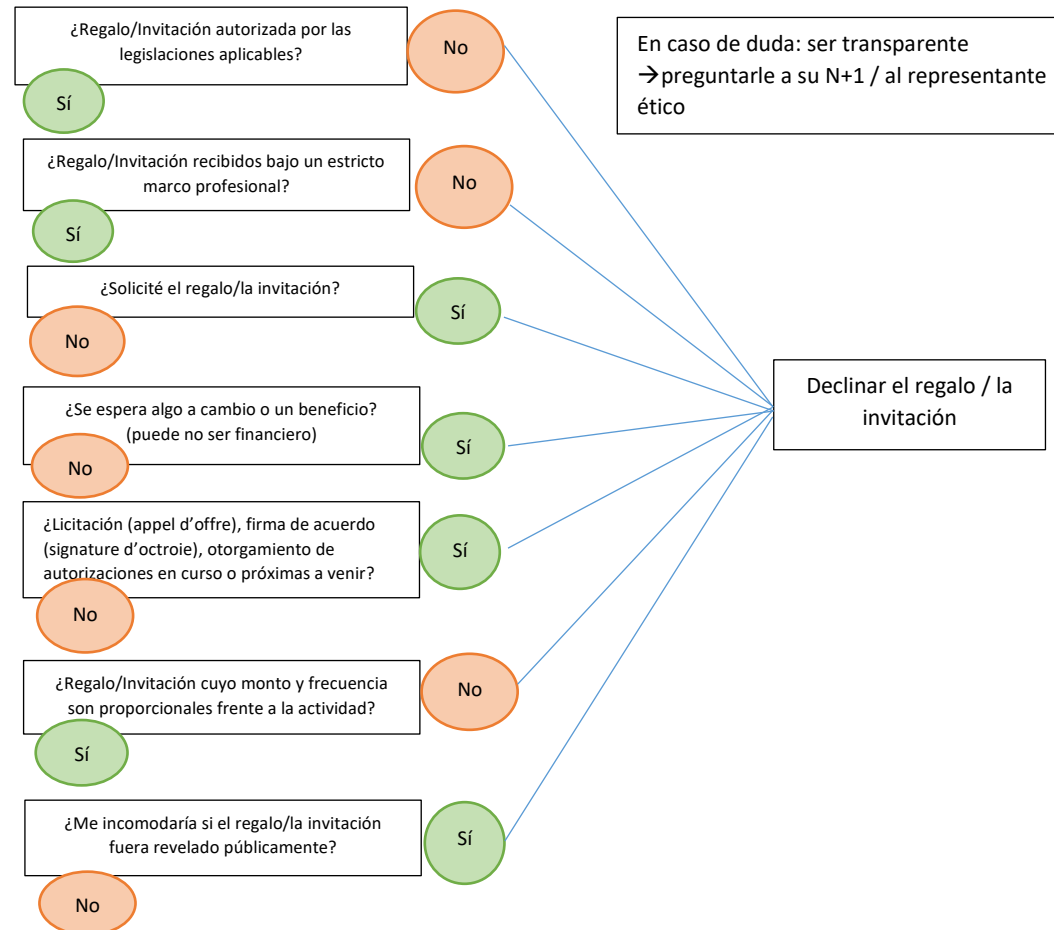 ¿Regalo/Invitación autorizada por las
legislaciones aplicables?
No
Sí
En caso de duda: ser transparente
→preguntarle a su N+1 / al representante
ético
¿Regalo/Invitación recibidos bajo un estricto
marco profesional?
No
Sí
¿Solicité el regalo/la invitación?
Sí
No
¿Se espera algo a cambio o un beneficio?
(puede no ser financiero)
Sí
No
Declinar el regalo / la
invitación
¿Licitación (appel d’offre), firma de acuerdo
(signature d’octroie), otorgamiento de
autorizaciones en curso o próximas a venir?
Sí
No
¿Regalo/Invitación cuyo monto y frecuencia
son proporcionales frente a la actividad?
No
Sí
¿Me incomodaría si el regalo/la invitación
fuera revelado públicamente?
Sí
No